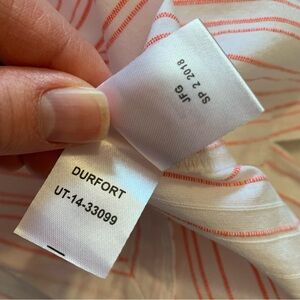 JFG
SP 2 2018
DURFORT
UT-14-33099